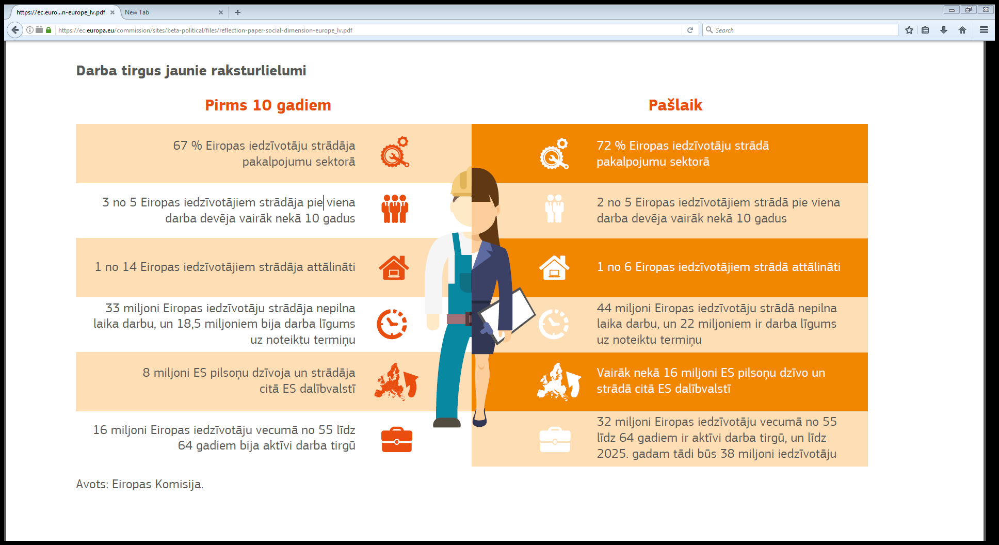 https://ec.euro...n-europe_lv.pdf
New Tab
https://ec.europa.eu/commission/sites/beta-political/files/reflection-paper-social-dimension-europe_lv.pdf
Search
Darba tirgus jaunie raksturlielumi
Pirms 10 gadiem
Pašlaik
67 % Eiropas iedzīvotāju strādāja
pakalpojumu sektorā
72 % Eiropas iedzīvotāju strādā
pakalpojumu sektorā
3 no 5 Eiropas iedzīvotājiem strādāja pie viena
darba devēja vairāk nekā 10 gadus
2 no 5 Eiropas iedzīvotājiem strādā pie viena
darba devēja vairāk nekā 10 gadus
1 no 14 Eiropas iedzīvotājiem strādāja attālināti
1 no 6 Eiropas iedzīvotājiem strādā attālināti
33 miljoni Eiropas iedzīvotāju strādāja nepilna
laika darbu, un 18,5 miljoniem bija darba līgums
uz noteiktu termiņu
44 miljoni Eiropas iedzīvotāju strādā nepilna
laika darbu, un 22 miljoniem ir darba līgums
uz noteiktu termiņu
8 miljoni ES pilsoņu dzīvoja un strādāja
citā ES dalībvalstī
Vairāk nekā 16 miljoni ES pilsoņu dzīvo un
strādā citā ES dalībvalstī
16 miljoni Eiropas iedzīvotāju vecumā no 55 līdz
64 gadiem bija aktīvi darba tirgū
32 miljoni Eiropas iedzīvotāju vecumā no 55
līdz 64 gadiem ir aktīvi darba tirgū, un līdz
2025. gadam tādi būs 38 miljoni iedzīvotāju
Avots: Eiropas Komisija.